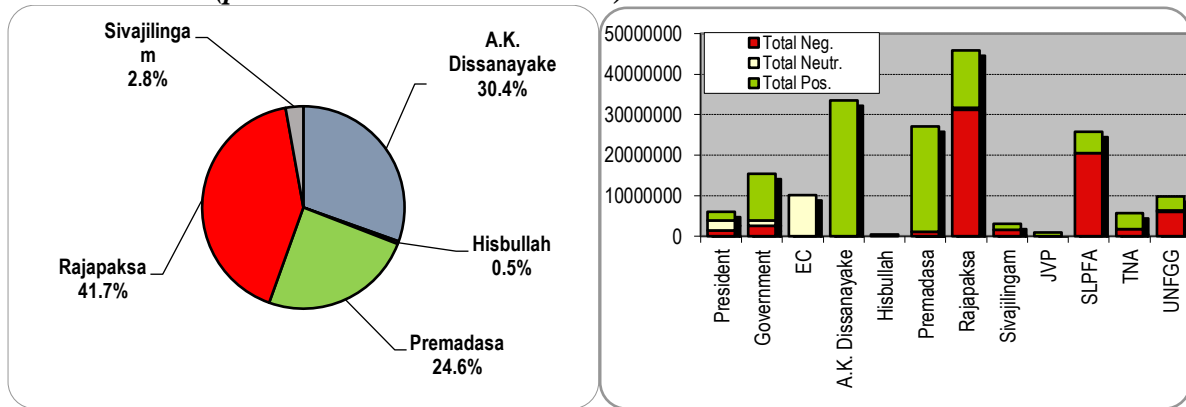 Sivajilinga
m
2.8%
A.K.
Dissanayake
30.4%
Hisbullah
0.5%
Rajapaksa
41.7%
Premadasa
24.6%
50000000
40000000
30000000
20000000
10000000
0
Total Neg.
Total Neutr.
Total Pos.
President
Government
EC
A.K. Dissanayake
Hisbullah
Premadasa
Rajapaksa
Sivajilingam
JVP
SLPFA
TNA
UNFGG